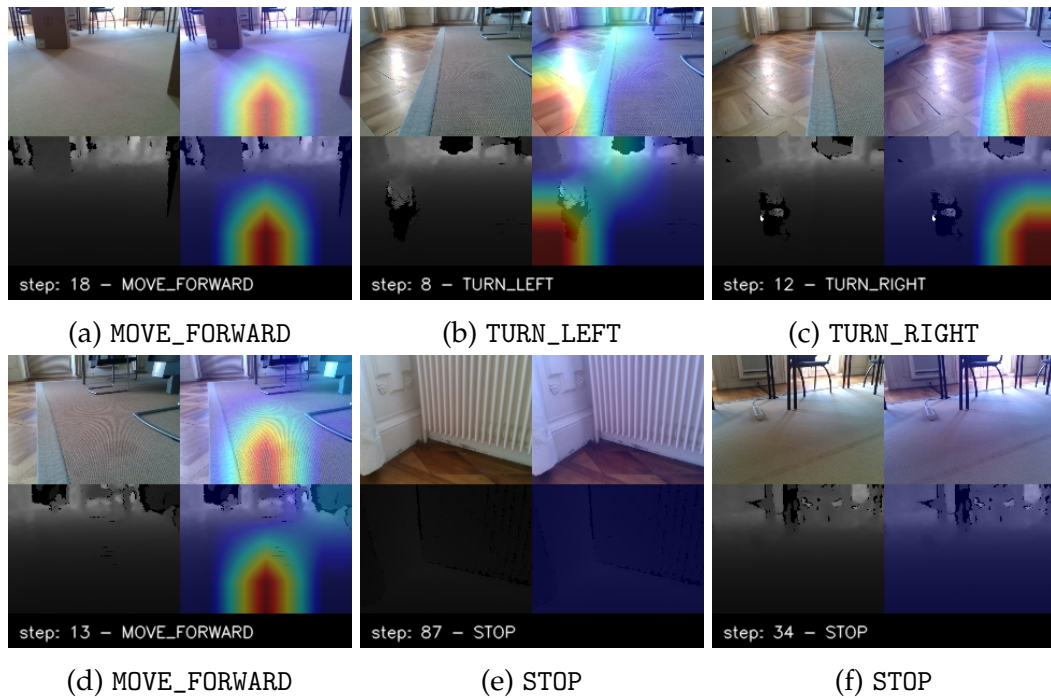 step: 18 – MOVE_FORWARD
step: 8 – TURN_LEFT
step: 12 – TURN_RIGHT
(a) MOVE_FORWARD
(b) TURN_LEFT
(c) TURN_RIGHT
step: 13 – MOVE_FORWARD
step: 87 – STOP
step: 34 – STOP
(d) MOVE_FORWARD
(e) STOP
(f) STOP